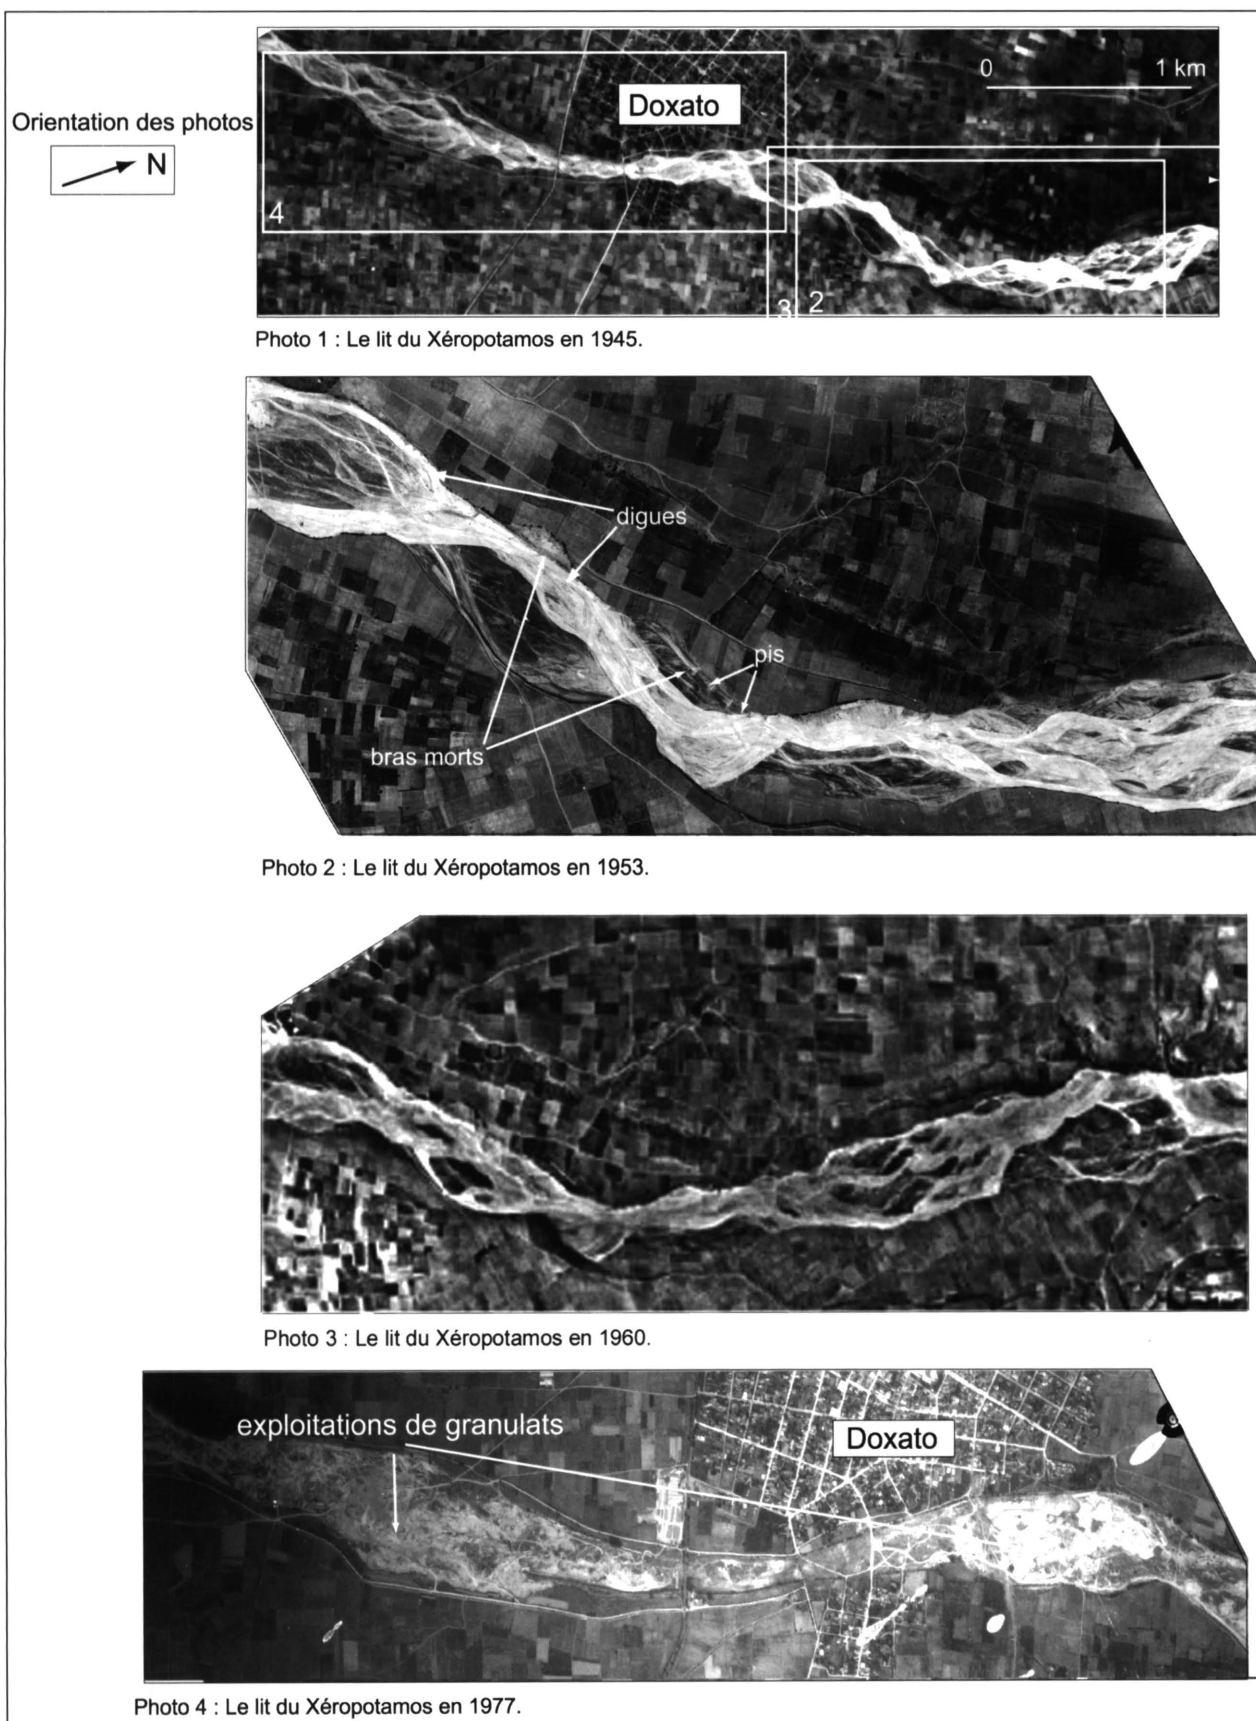 Orientation des photos
N
Doxato
0 1 km
4
3
2
Photo 1 : Le lit du Xéropotamos en 1945.
digues
pis
bras morts
Photo 2 : Le lit du Xéropotamos en 1953.
Photo 3 : Le lit du Xéropotamos en 1960.
exploitations de granulats
Doxato
Photo 4 : Le lit du Xéropotamos en 1977.